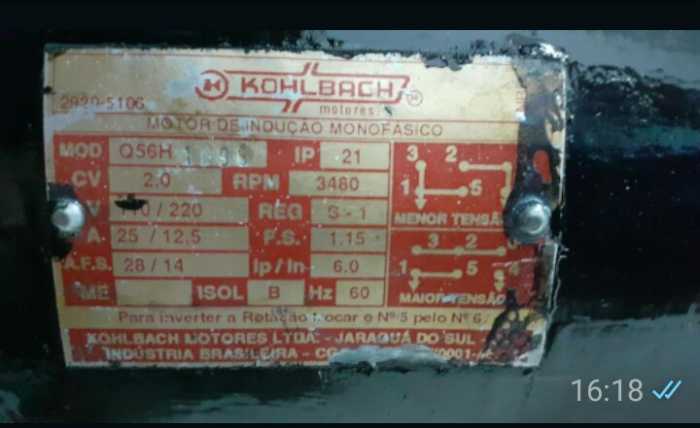 KOHLBACH
motores
2820-5106
MOTOR DE INDUÇÃO MONOFÁSICO
MOD Q56H IP 21
CV 2.0 RPM 3480
V 110 / 220 REG S - 1
A. 25 / 12,5 F.S. 1.15
A.F.S. 28 / 14 Ip / In 6.0
ISOL B Hz 60
3 2
1 5
MENOR TENSÃO
3 2
1 5 4
MAIOR TENSÃO
Para inverter a Rotação trocar o Nº 5 pelo Nº 6
KOHLBACH MOTORES LTDA. - JARAGUÁ DO SUL
INDÚSTRIA BRASILEIRA -
16:18